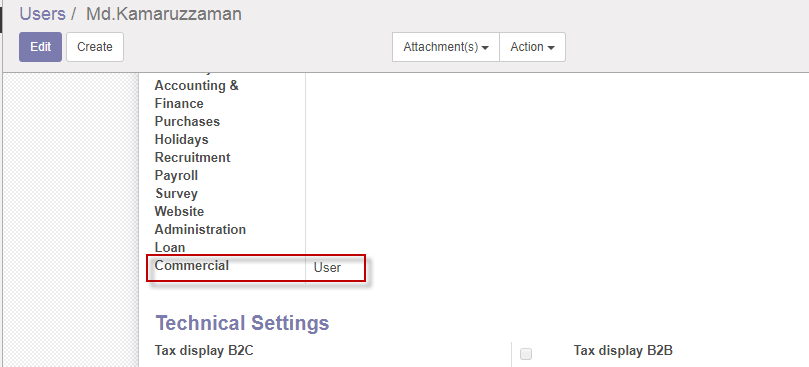 Users / Md.Kamaruzzaman
Edit Create Attachment(s) Action
Accounting &
Finance
Purchases
Holidays
Recruitment
Payroll
Survey
Website
Administration
Loan
Commercial User
Technical Settings
Tax display B2C Tax display B2B